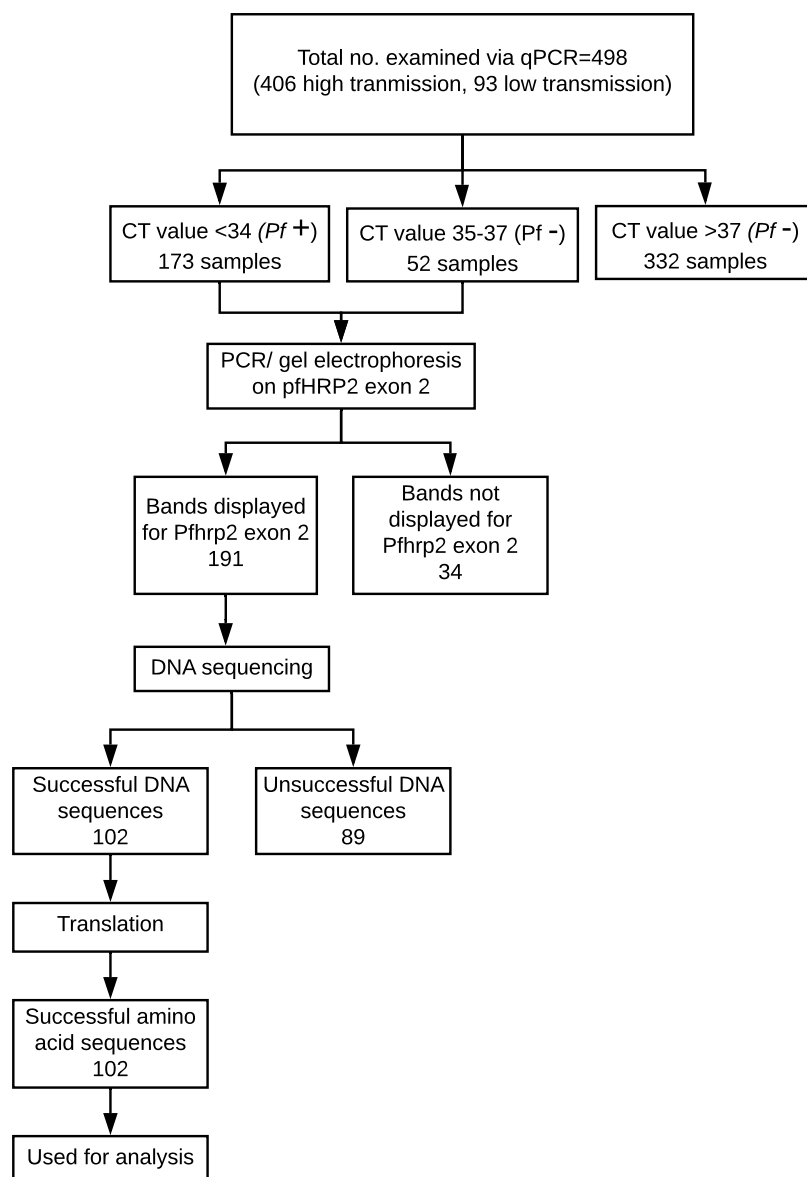 Total no. examined via qPCR=498
(406 high tranmission, 93 low transmission)
CT value <34 (Pf +)
173 samples
CT value 35-37 (Pf -)
52 samples
CT value >37 (Pf -)
332 samples
PCR/ gel electrophoresis
on pfHRP2 exon 2
Bands displayed
for Pfhrp2 exon 2
191
Bands not
displayed for
Pfhrp2 exon 2
34
DNA sequencing
Successful DNA
sequences
102
Unsuccessful DNA
sequences
89
Translation
Successful amino
acid sequences
102
Used for analysis